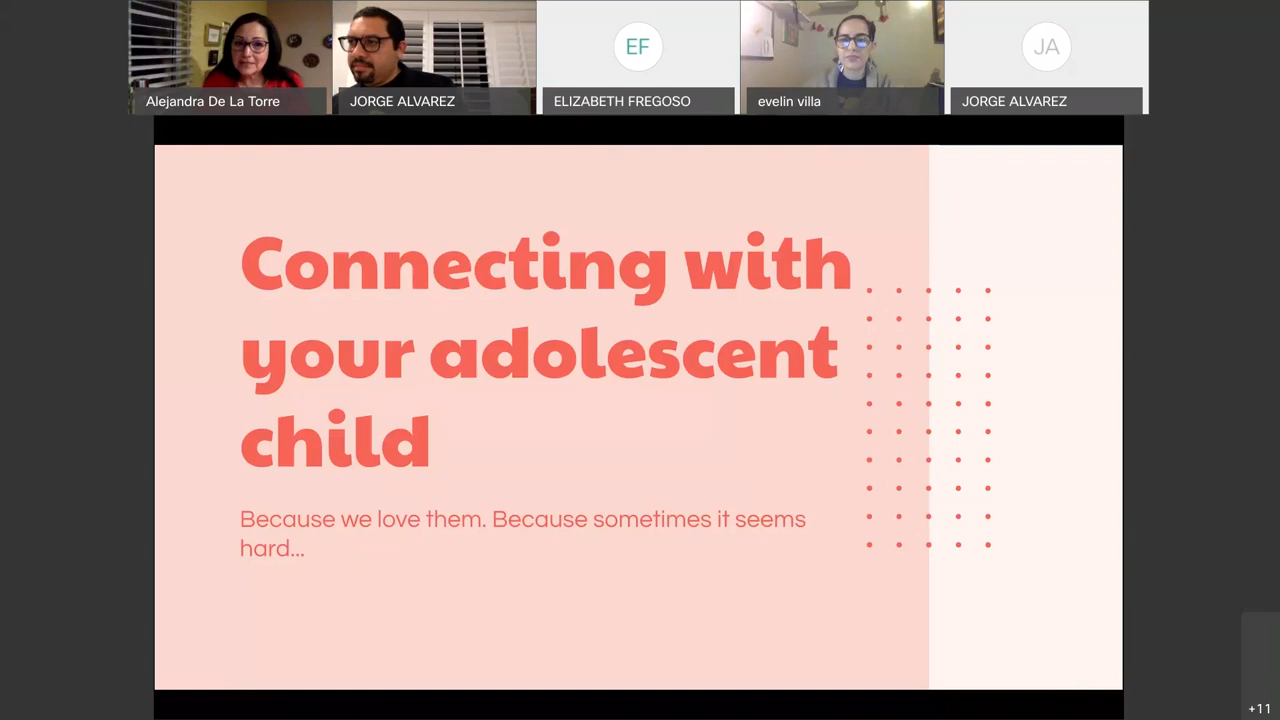 EF
JA
Alejandra De La Torre
JORGE ALVAREZ
ELIZABETH FREGOSO
evelin villa
JORGE ALVAREZ
Connecting with
your adolescent
child
Because we love them. Because sometimes it seems
hard...
+11